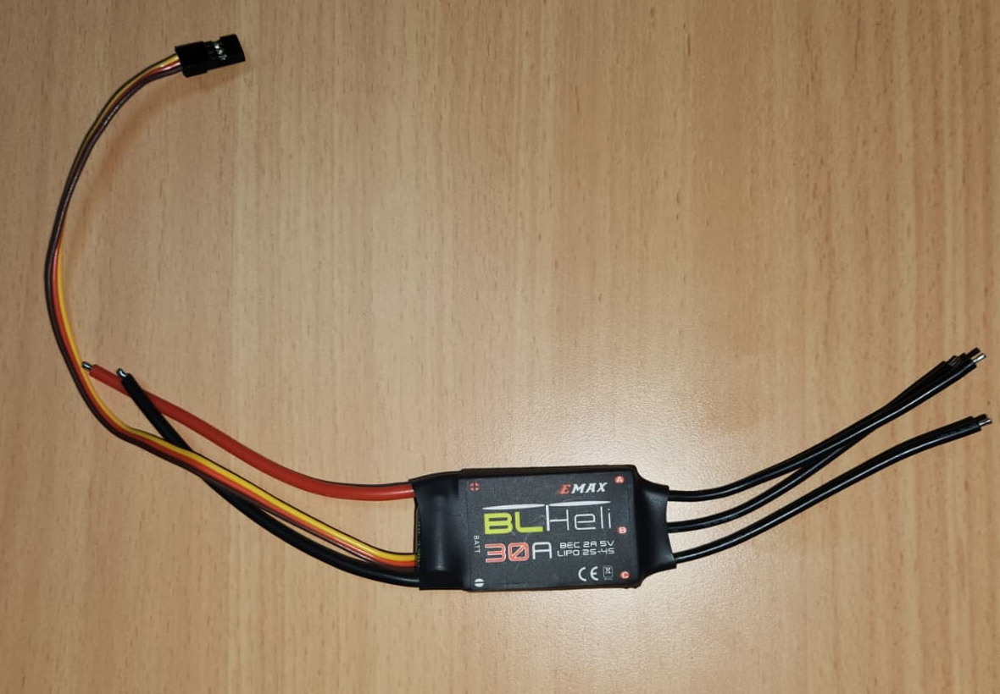 EMAX
A
BLHeli
B
BATT
30A
BEC 2A 5V
LIPO 2S-4S
CE
C